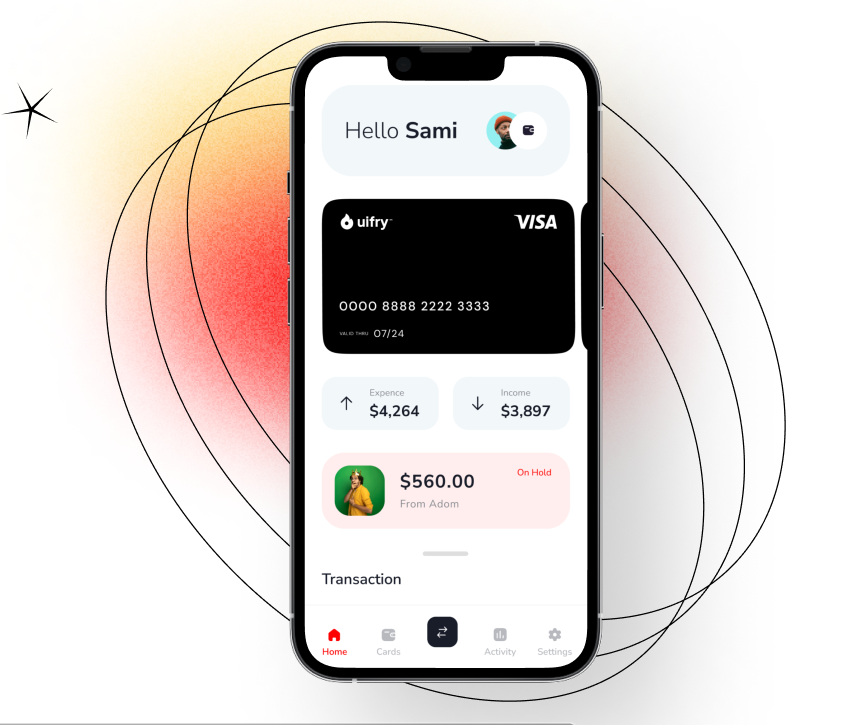 Hello Sami
uifry™
VISA
0000 8888 2222 3333
VALID THRU 07/24
Expence
$4,264
Income
$3,897
$560.00
On Hold
From Adom
Transaction
Home
Cards
Activity
Settings